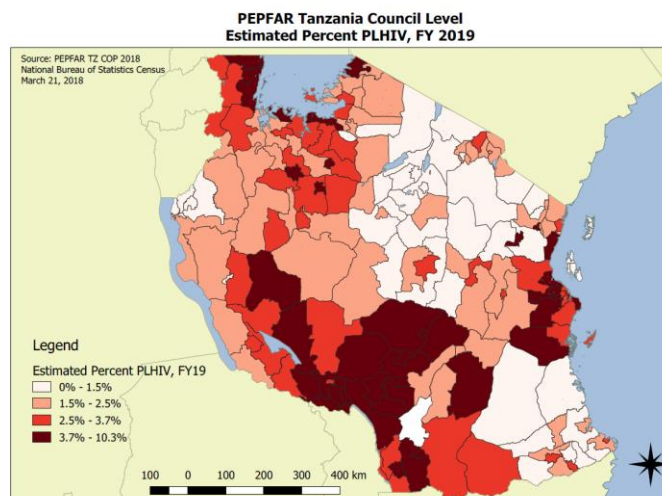 PEPFAR Tanzania Council Level
Estimated Percent PLHIV, FY 2019
Source: PEPFAR TZ COP 2018
National Bureau of Statistics Census
March 21, 2018
Legend
Estimated Percent PLHIV, FY19
0% - 1.5%
1.5% - 2.5%
2.5% - 3.7%
3.7% - 10.3%
100 0 100 200 300 400 km